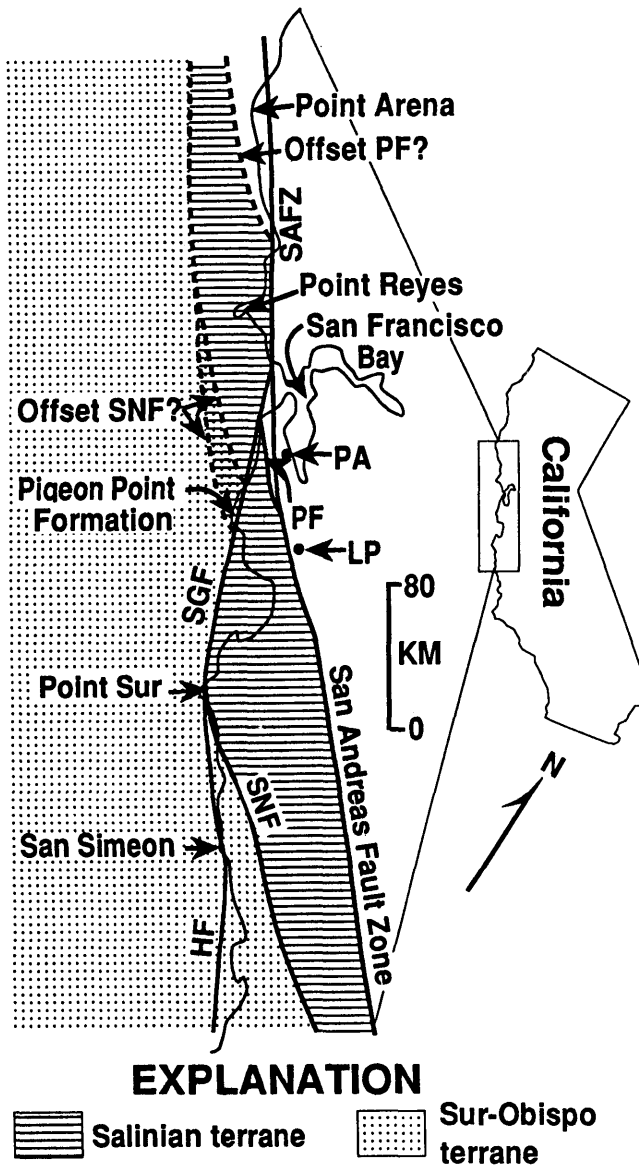 Point Arena
Offset PF?
SAFZ
Point Reyes
San Francisco
Bay
Offset SNF?
PA
Pigeon Point
Formation
PF
LP
SGF
80
KM
0
Point Sur
San Andreas Fault Zone
SNF
San Simeon
HF
California
N
EXPLANATION
Salinian terrane
Sur-Obispo
terrane